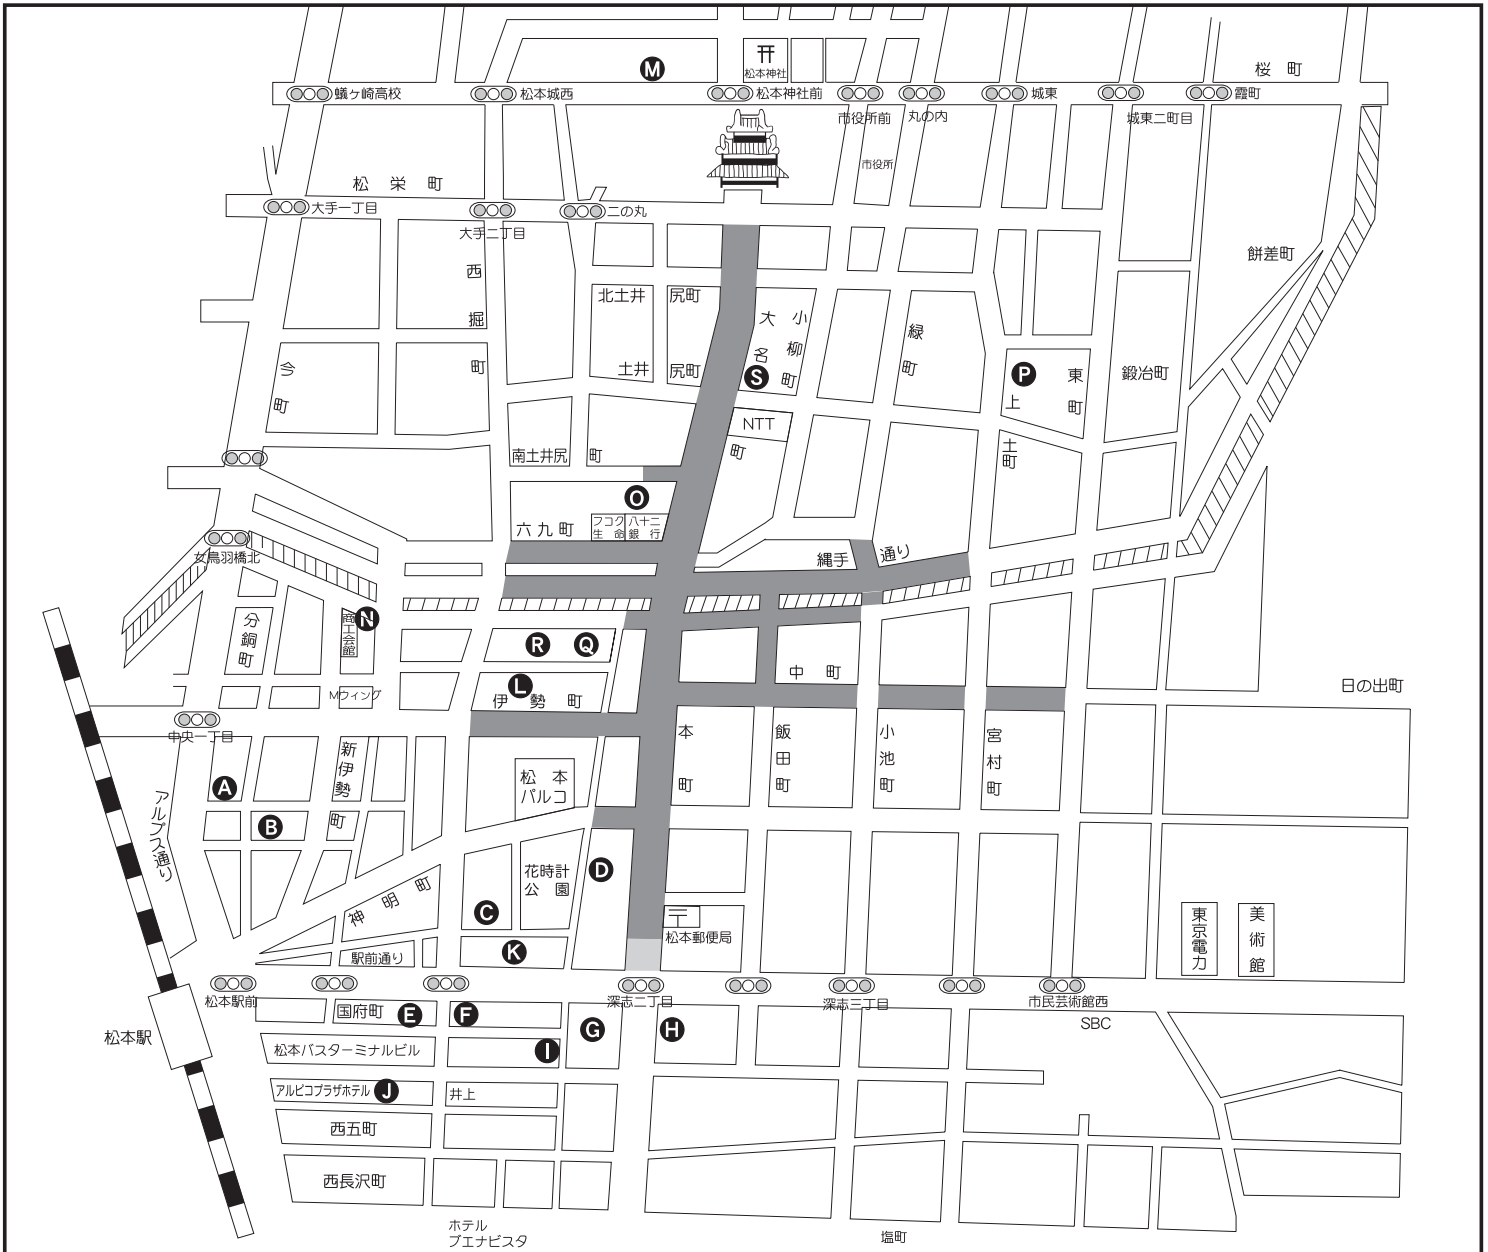 M
松本神社
桜町
蟻ヶ崎高校
松本城西
松本神社前
市役所前
丸の内
城東
城東二町目
霞町
市役所
松栄町
大手一丁目
大手二丁目
二の丸
餅差町
西堀町
北土井尻町
土井尻町
大名町
小柳町
緑町
S
P
東町
上土町
鍛冶町
今町
NTT
南土井尻町
O
六九町
フコク生命
八十二銀行
縄手通り
女鳥羽橋北
分銅町
商工会館
N
R
Q
L
伊勢町
中町
日の出町
Mウィング
中央一丁目
新伊勢町
A
B
アルプス通り
松本パルコ
本町
飯田町
小池町
宮村町
神明町
花時計公園
C
D
K
駅前通り
松本郵便局
東京電力
美術館
松本駅前
松本駅
深志二丁目
深志三丁目
市民芸術館西
SBC
国府町
E
F
G
H
I
松本バスターミナルビル
アルピコプラザホテル
J
井上
西五町
西長沢町
ホテル
ブエナビスタ
塩町